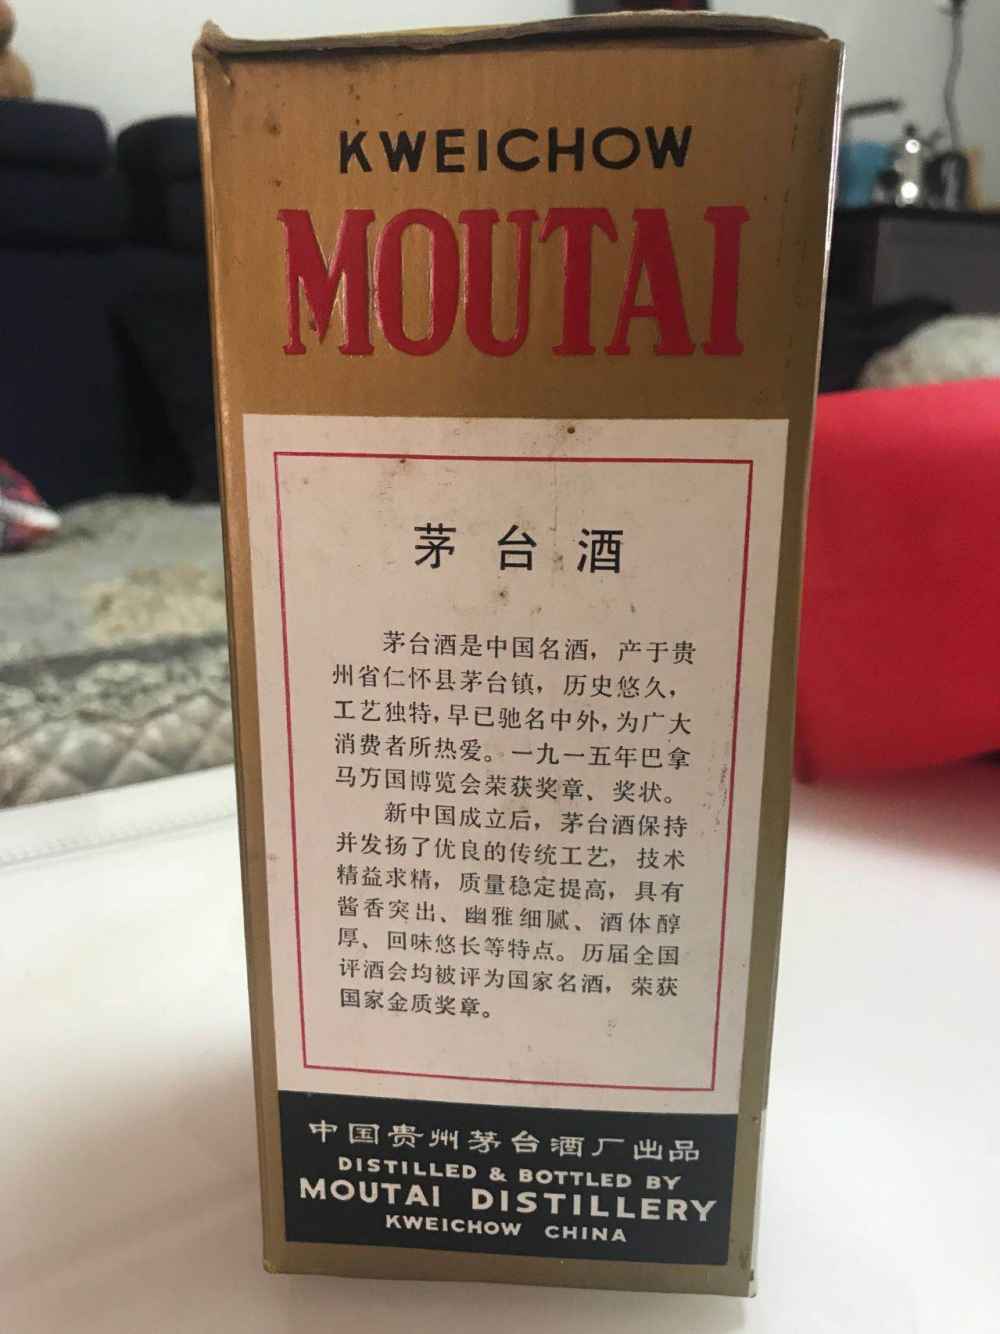 KWEICHOW
MOUTAI
茅台酒
茅台酒是中国名酒，产于贵
州省仁怀县茅台镇，历史悠久，
工艺独特，早已驰名中外，为广大
消费者所热爱。一九一五年巴拿
马万国博览会荣获奖章、奖状。
新中国成立后，茅台酒保持
并发扬了优良的传统工艺，技术
精益求精，质量稳定提高，具有
酱香突出、幽雅细腻、酒体醇
厚、回味悠长等特点。历届全国
评酒会均被评为国家名酒，荣获
国家金质奖章。
中国贵州茅台酒厂出品
DISTILLED & BOTTLED BY
MOUTAI DISTILLERY
KWEICHOW CHINA